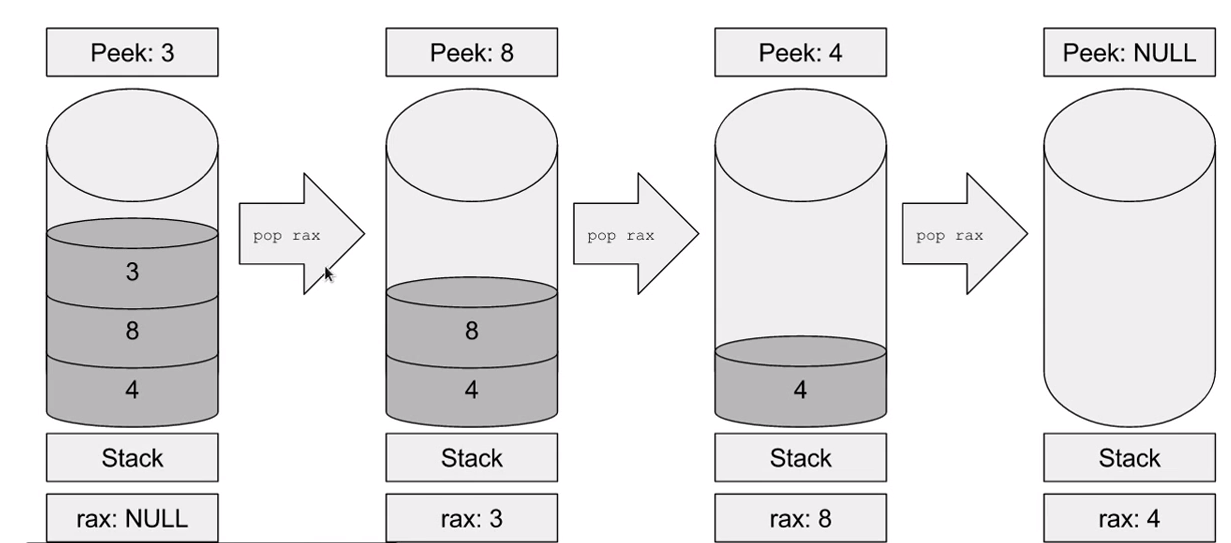 Peek: 3
Peek: 8
Peek: 4
Peek: NULL
pop rax
pop rax
pop rax
3
8
4
8
4
4
Stack
Stack
Stack
Stack
rax: NULL
rax: 3
rax: 8
rax: 4